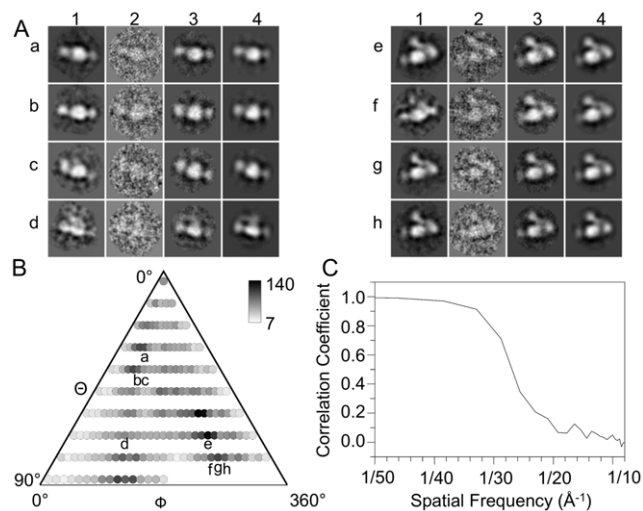 A
1 2 3 4
a
b
c
d
1 2 3 4
e
f
g
h
B
0°
140
7
a
bc
Θ
d
e
fgh
90°
0°
Φ
360°
C
Correlation Coefficient
1.0
0.8
0.6
0.4
0.2
0.0
1/50 1/40 1/30 1/20 1/10
Spatial Frequency (Å⁻¹)